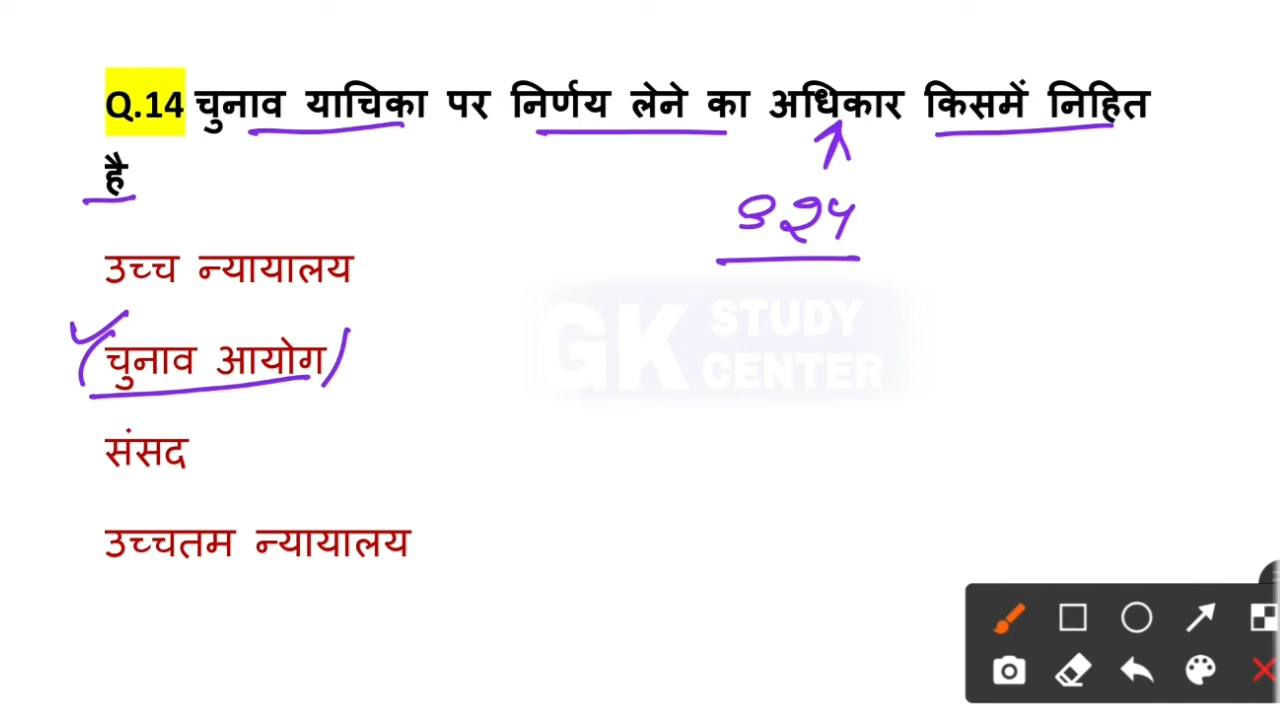 Q.14 चुनाव याचिका पर निर्णय लेने का अधिकार किसमें निहित
है
324
उच्च न्यायालय
चुनाव आयोग
संसद
उच्चतम न्यायालय
GK STUDY
CENTER